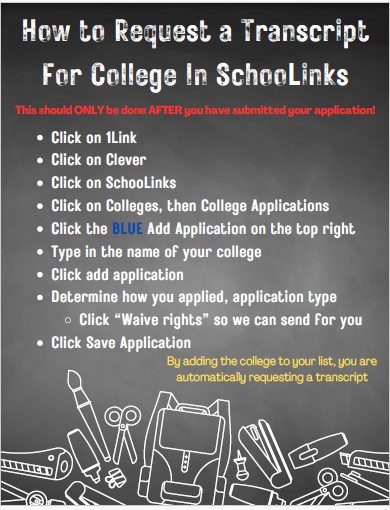 How to Request a Transcript
For College In SchooLinks
This should ONLY be done AFTER you have submitted your application!
• Click on 1Link
• Click on Clever
• Click on SchooLinks
• Click on Colleges, then College Applications
• Click the BLUE Add Application on the top right
• Type in the name of your college
• Click add application
• Determine how you applied, application type
○ Click “Waive rights” so we can send for you
• Click Save Application
By adding the college to your list, you are
automatically requesting a transcript